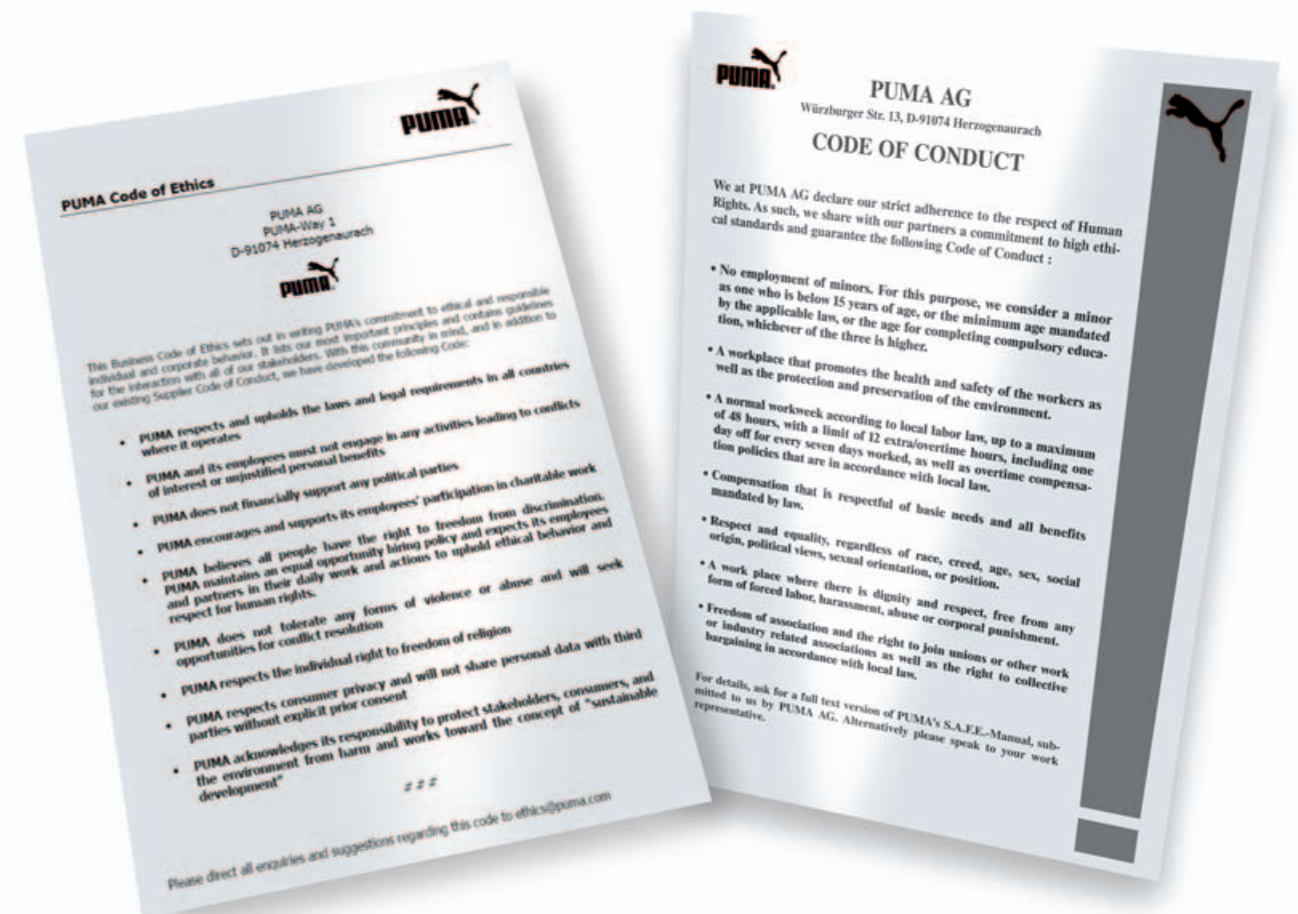 PUMA
PUMA Code of Ethics
PUMA AG
PUMA-Way 1
D-91074 Herzogenaurach
PUMA
This Business Code of Ethics sets out in writing PUMA's commitment to ethical and responsible
individual and corporate behavior. It lists our most important principles and contains guidelines
for the interaction with all of our stakeholders. With this community in mind, and in addition to
our existing Supplier Code of Conduct, we have developed the following Code:
• PUMA respects and upholds the laws and legal requirements in all countries
where it operates
• PUMA and its employees must not engage in any activities leading to conflicts
of interest or unjustified personal benefits
• PUMA does not financially support any political parties
• PUMA encourages and supports its employees' participation in charitable work
• PUMA believes all people have the right to freedom from discrimination.
PUMA maintains an equal opportunity hiring policy and expects its employees
and partners in their daily work and actions to uphold ethical behavior and
respect for human rights.
• PUMA does not tolerate any forms of violence or abuse and will seek
opportunities for conflict resolution
• PUMA respects the individual right to freedom of religion
• PUMA respects consumer privacy and will not share personal data with third
parties without explicit prior consent
• PUMA acknowledges its responsibility to protect stakeholders, consumers, and
the environment from harm and works toward the concept of "sustainable
development"
# # #
Please direct all enquiries and suggestions regarding this code to ethics@puma.com
PUMA
PUMA AG
Würzburger Str. 13, D-91074 Herzogenaurach
CODE OF CONDUCT
We at PUMA AG declare our strict adherence to the respect of Human
Rights. As such, we share with our partners a commitment to high ethi-
cal standards and guarantee the following Code of Conduct :
• No employment of minors. For this purpose, we consider a minor
as one who is below 15 years of age, or the minimum age mandated
by the applicable law, or the age for completing compulsory educa-
tion, whichever of the three is higher.
• A workplace that promotes the health and safety of the workers as
well as the protection and preservation of the environment.
• A normal workweek according to local labor law, up to a maximum
of 48 hours, with a limit of 12 extra/overtime hours, including one
day off for every seven days worked, as well as overtime compensa-
tion policies that are in accordance with local law.
• Compensation that is respectful of basic needs and all benefits
mandated by law.
• Respect and equality, regardless of race, creed, age, sex, social
origin, political views, sexual orientation, or position.
• A work place where there is dignity and respect, free from any
form of forced labor, harassment, abuse or corporal punishment.
• Freedom of association and the right to join unions or other work
or industry related associations as well as the right to collective
bargaining in accordance with local law.
For details, ask for a full text version of PUMA's S.A.F.E.-Manual, sub-
mitted to us by PUMA AG. Alternatively please speak to your work
representative.